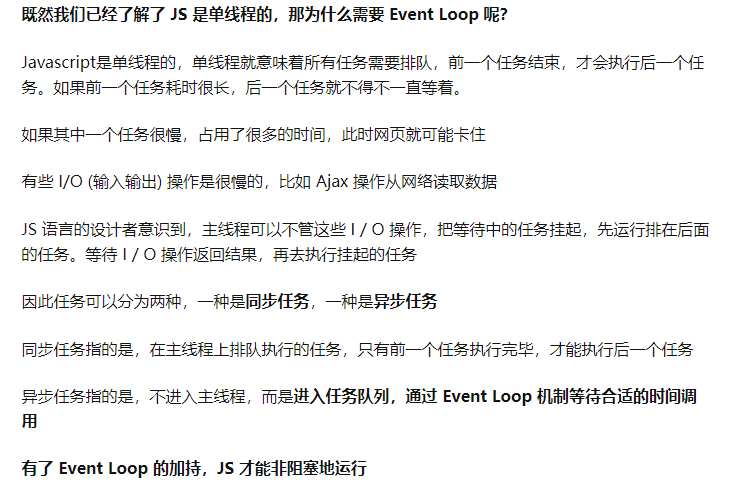 既然我们已经了解了 JS 是单线程的，那为什么需要 Event Loop 呢?
Javascript是单线程的，单线程就意味着所有任务需要排队，前一个任务结束，才会执行后一个任
务。如果前一个任务耗时很长，后一个任务就不得不一直等着。
如果其中一个任务很慢，占用了很多的时间，此时网页就可能卡住
有些 I/O (输入输出) 操作是很慢的，比如 Ajax 操作从网络读取数据
JS 语言的设计者意识到，主线程可以不管这些 I / O 操作，把等待中的任务挂起，先运行排在后面
的任务。等待 I / O 操作返回结果，再去执行挂起的任务
因此任务可以分为两种，一种是同步任务，一种是异步任务
同步任务指的是，在主线程上排队执行的任务，只有前一个任务执行完毕，才能执行后一个任务
异步任务指的是，不进入主线程，而是进入任务队列，通过 Event Loop 机制等待合适的时间调
用
有了 Event Loop 的加持，JS 才能非阻塞地运行